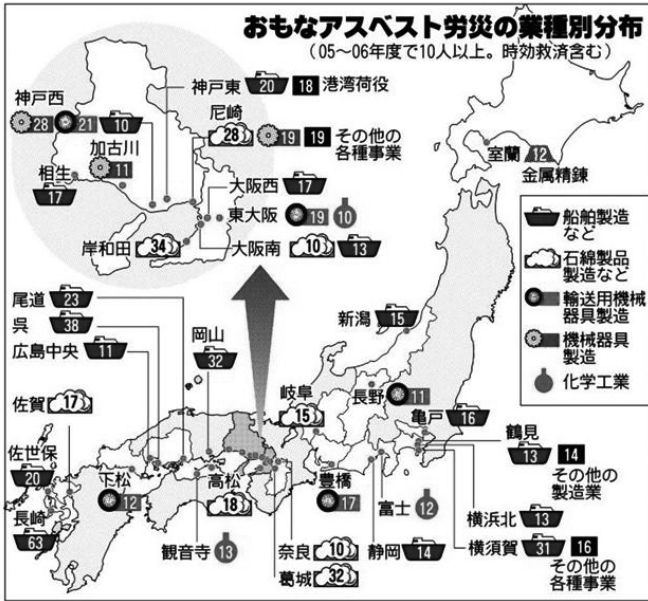 おもなアスベスト労災の業種別分布
(05～06年度で10人以上。時効救済含む)
神戸東 20 18 港湾荷役
神戸西
28 21 10
尼崎
28 19 19 その他の
各種事業
加古川
11
相生
17
大阪西 17
東大阪 19 10
岸和田 34
大阪南 10 13
室蘭 12
金属精錬
船舶製造
など
石綿製品
製造など
輸送用機械
器具製造
機械器具
製造
化学工業
尾道 23
呉 38
広島中央 11
岡山
32
新潟 15
佐賀 17
岐阜
15
長野 11
亀戸 16
鶴見
13 14
その他の
製造業
佐世保
20
長崎
63
下松
12
高松
18
豊橋
17
富士
12
横浜北 13
横須賀 31 16
その他の
各種事業
観音寺 13
奈良 10
葛城 32
静岡 14